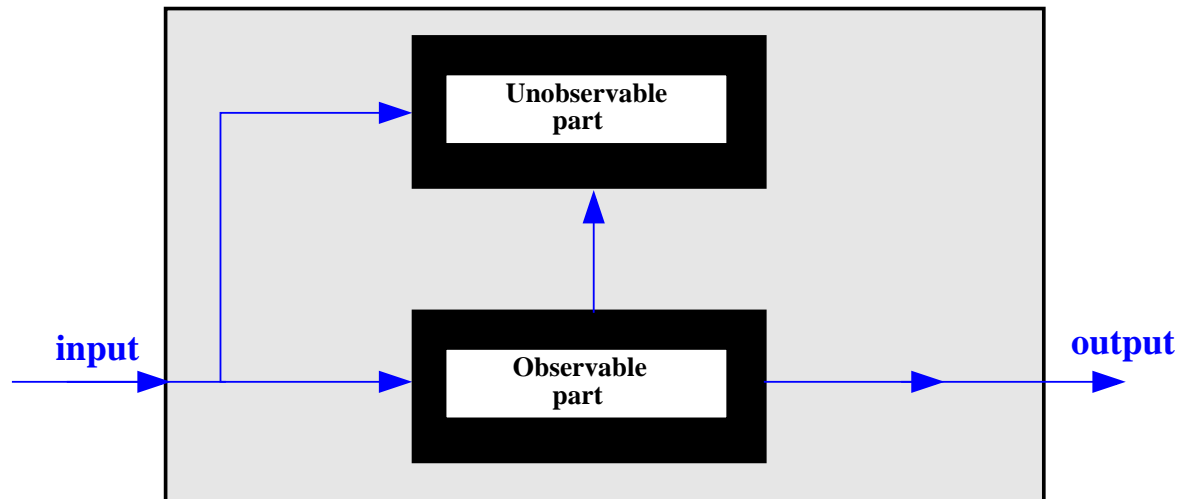 Unobservable
part
input
output
Observable
part